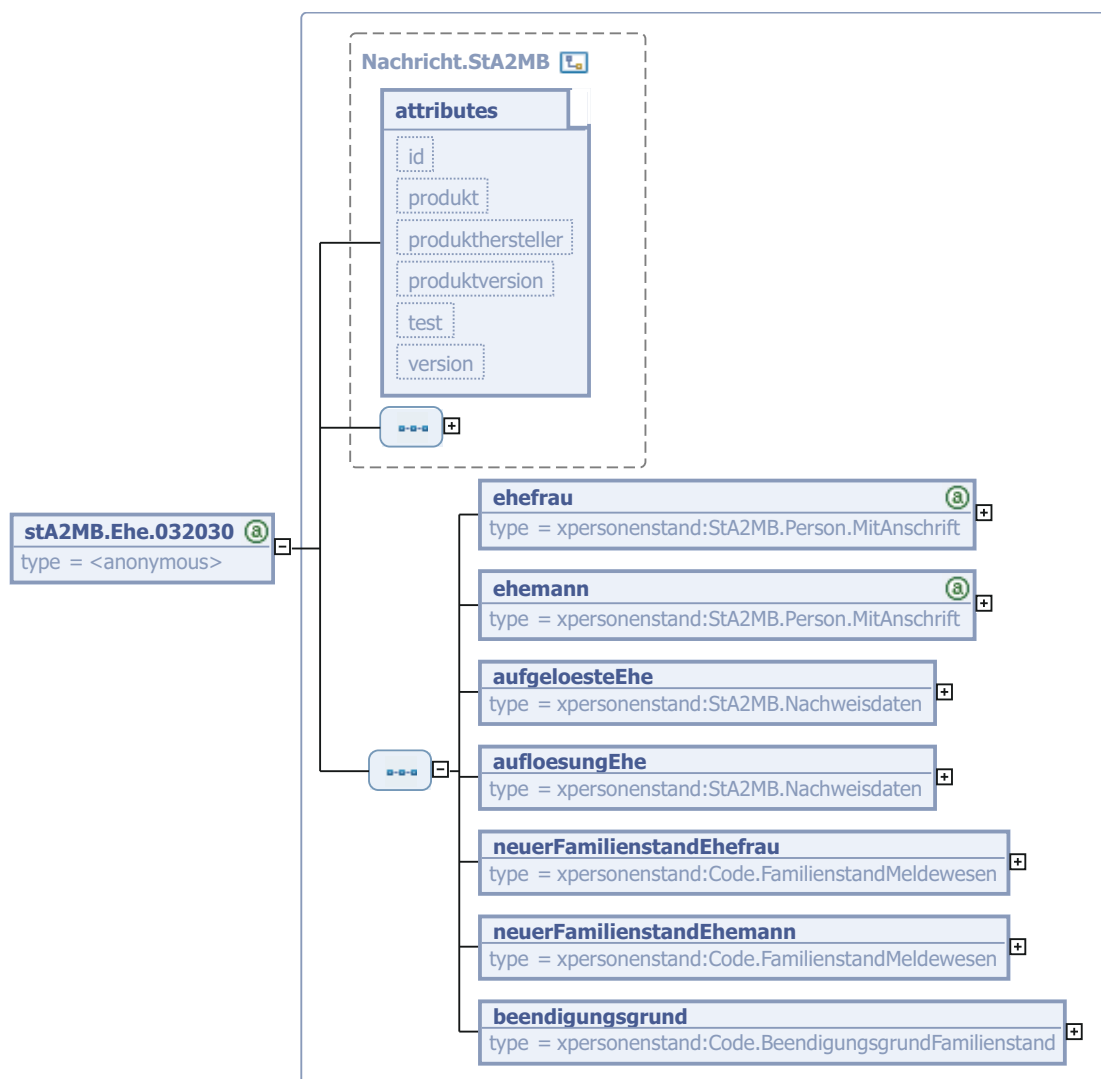 Nachricht.StA2MB
attributes
id
produkt
produkthersteller
produktversion
test
version
stA2MB.Ehe.032030
type = <anonymous>
ehefrau
type = xpersonenstand:StA2MB.Person.MitAnschrift
ehemann
type = xpersonenstand:StA2MB.Person.MitAnschrift
aufgeloesteEhe
type = xpersonenstand:StA2MB.Nachweisdaten
aufloesungEhe
type = xpersonenstand:StA2MB.Nachweisdaten
neuerFamilienstandEhefrau
type = xpersonenstand:Code.FamilienstandMeldewesen
neuerFamilienstandEhemann
type = xpersonenstand:Code.FamilienstandMeldewesen
beendigungsgrund
type = xpersonenstand:Code.BeendigungsgrundFamilienstand